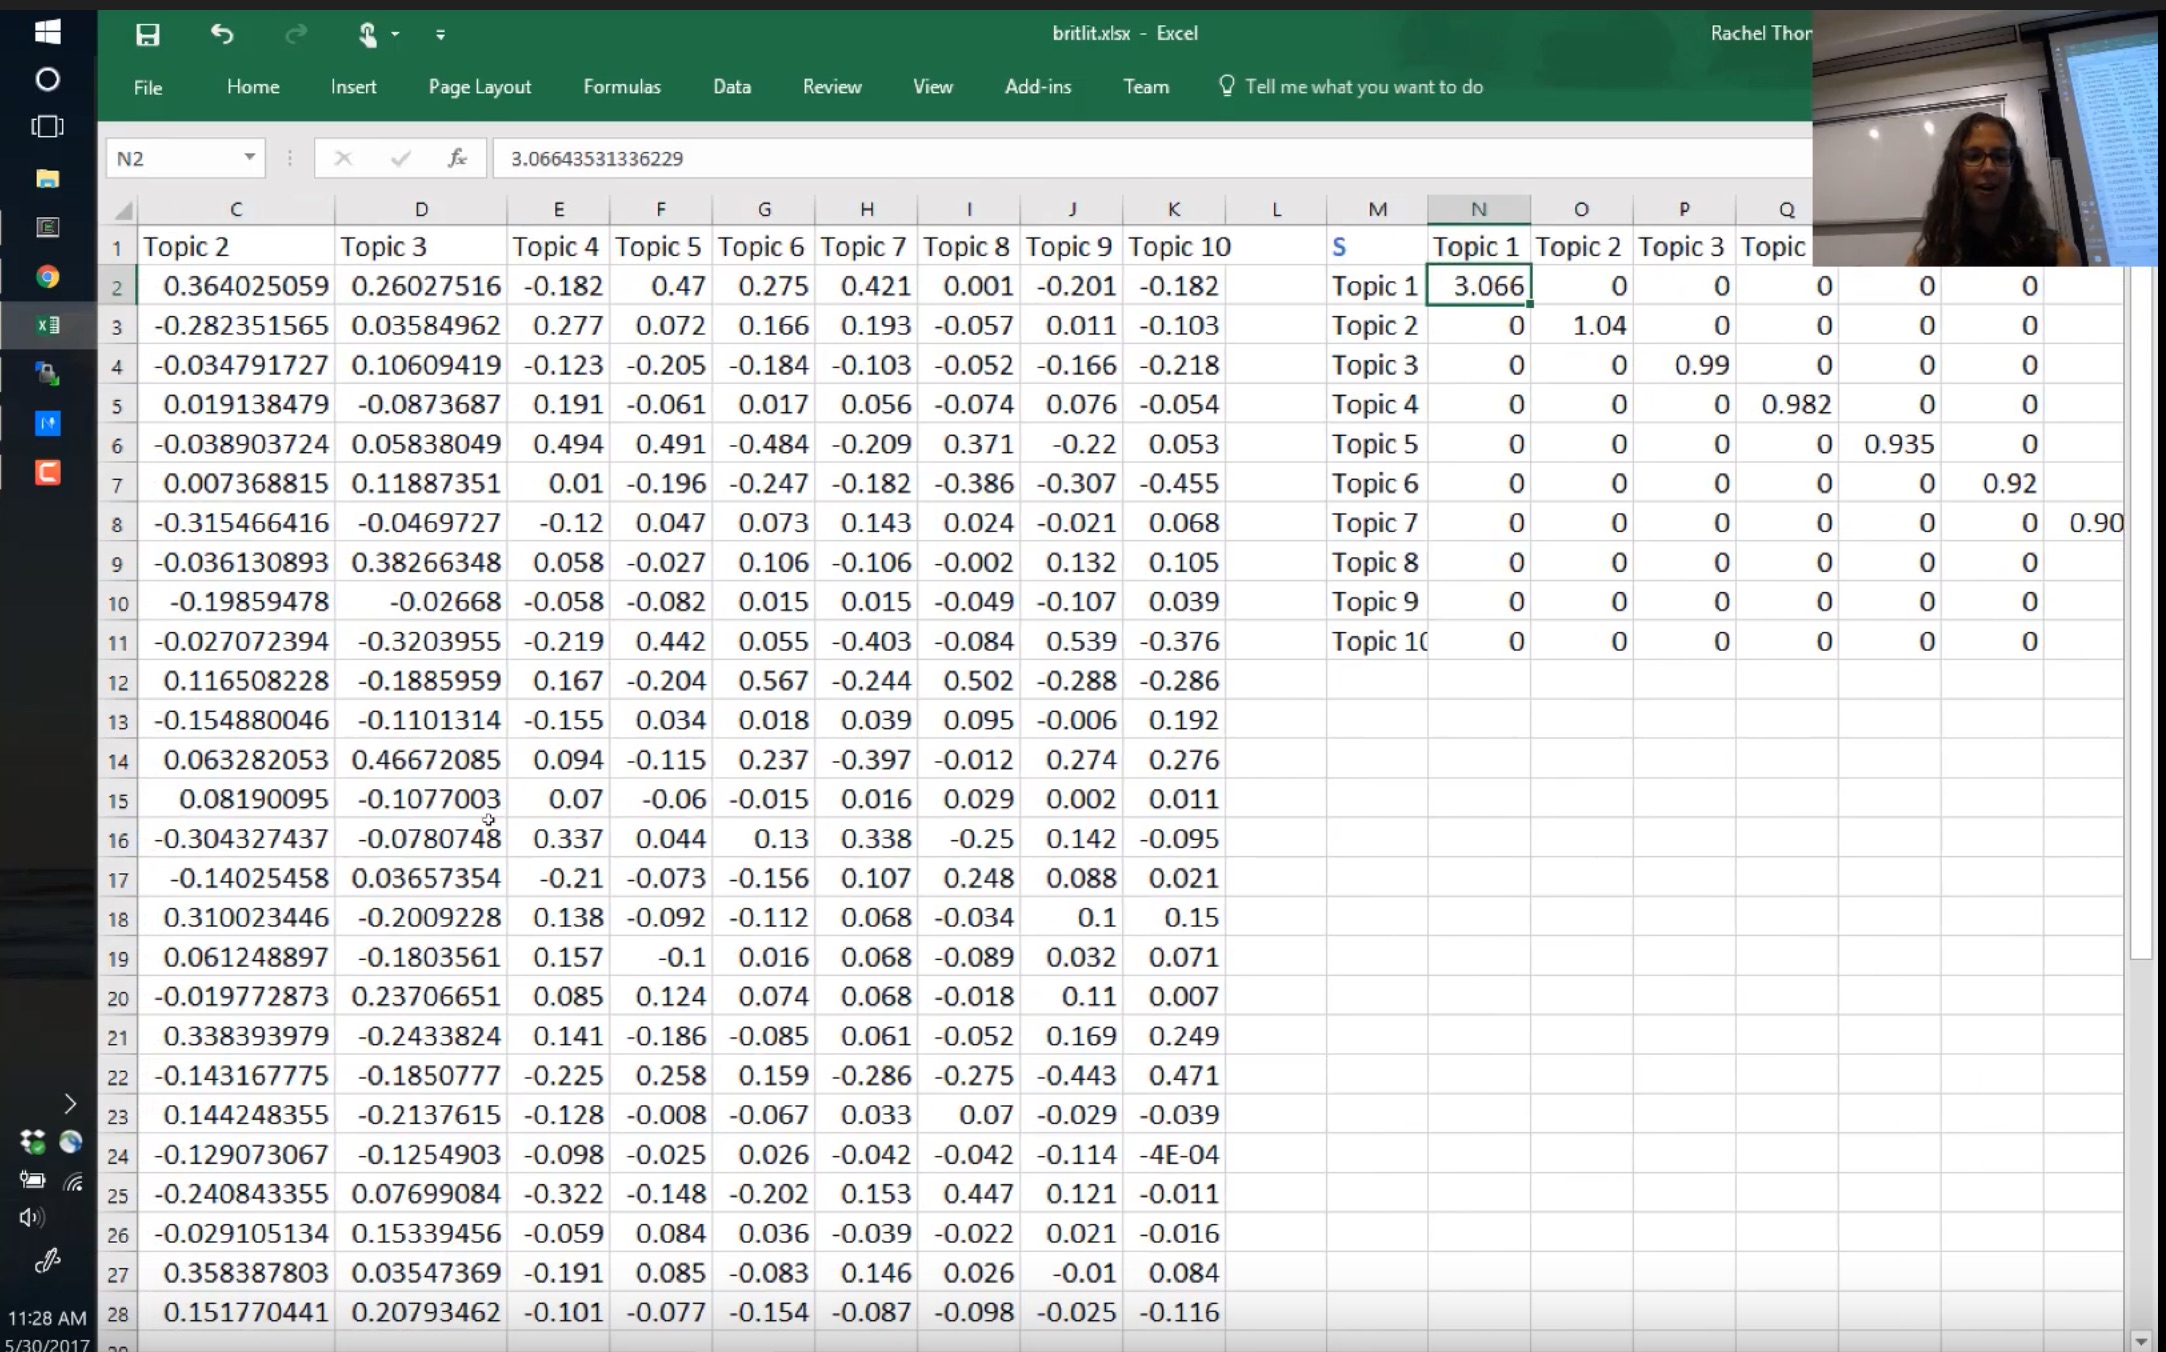 britlit.xlsx - Excel
Rachel Thor
File Home Insert Page Layout Formulas Data Review View Add-ins Team Tell me what you want to do
N2 fx 3.06643531336229
C D E F G H I J K L M N O P Q
1 Topic 2 Topic 3 Topic 4 Topic 5 Topic 6 Topic 7 Topic 8 Topic 9 Topic 10 S Topic 1 Topic 2 Topic 3 Topic
2 0.364025059 0.26027516 -0.182 0.47 0.275 0.421 0.001 -0.201 -0.182 Topic 1 3.066 0 0 0 0 0
3 -0.282351565 0.03584962 0.277 0.072 0.166 0.193 -0.057 0.011 -0.103 Topic 2 0 1.04 0 0 0 0
4 -0.034791727 0.10609419 -0.123 -0.205 -0.184 -0.103 -0.052 -0.166 -0.218 Topic 3 0 0 0.99 0 0 0
5 0.019138479 -0.0873687 0.191 -0.061 0.017 0.056 -0.074 0.076 -0.054 Topic 4 0 0 0 0.982 0 0
6 -0.038903724 0.05838049 0.494 0.491 -0.484 -0.209 0.371 -0.22 0.053 Topic 5 0 0 0 0 0.935 0
7 0.007368815 0.11887351 0.01 -0.196 -0.247 -0.182 -0.386 -0.307 -0.455 Topic 6 0 0 0 0 0 0.92
8 -0.315466416 -0.0469727 -0.12 0.047 0.073 0.143 0.024 -0.021 0.068 Topic 7 0 0 0 0 0 0 0.90
9 -0.036130893 0.38266348 0.058 -0.027 0.106 -0.106 -0.002 0.132 0.105 Topic 8 0 0 0 0 0 0
10 -0.19859478 -0.02668 -0.058 -0.082 0.015 0.015 -0.049 -0.107 0.039 Topic 9 0 0 0 0 0 0
11 -0.027072394 -0.3203955 -0.219 0.442 0.055 -0.403 -0.084 0.539 -0.376 Topic 10 0 0 0 0 0 0
12 0.116508228 -0.1885959 0.167 -0.204 0.567 -0.244 0.502 -0.288 -0.286
13 -0.154880046 -0.1101314 -0.155 0.034 0.018 0.039 0.095 -0.006 0.192
14 0.063282053 0.46672085 0.094 -0.115 0.237 -0.397 -0.012 0.274 0.276
15 0.08190095 -0.1077003 0.07 -0.06 -0.015 0.016 0.029 0.002 0.011
16 -0.304327437 -0.0780748 0.337 0.044 0.13 0.338 -0.25 0.142 -0.095
17 -0.14025458 0.03657354 -0.21 -0.073 -0.156 0.107 0.248 0.088 0.021
18 0.310023446 -0.2009228 0.138 -0.092 -0.112 0.068 -0.034 0.1 0.15
19 0.061248897 -0.1803561 0.157 -0.1 0.016 0.068 -0.089 0.032 0.071
20 -0.019772873 0.23706651 0.085 0.124 0.074 0.068 -0.018 0.11 0.007
21 0.338393979 -0.2433824 0.141 -0.186 -0.085 0.061 -0.052 0.169 0.249
22 -0.143167775 -0.1850777 -0.225 0.258 0.159 -0.286 -0.275 -0.443 0.471
23 0.144248355 -0.2137615 -0.128 -0.008 -0.067 0.033 0.07 -0.029 -0.039
24 -0.129073067 -0.1254903 -0.098 -0.025 0.026 -0.042 -0.042 -0.114 -4E-04
25 -0.240843355 0.07699084 -0.322 -0.148 -0.202 0.153 0.447 0.121 -0.011
26 -0.029105134 0.15339456 -0.059 0.084 0.036 -0.039 -0.022 0.021 -0.016
27 0.358387803 0.03547369 -0.191 0.085 -0.083 0.146 0.026 -0.01 0.084
28 0.151770441 0.20793462 -0.101 -0.077 -0.154 -0.087 -0.098 -0.025 -0.116
11:28 AM
5/30/2017